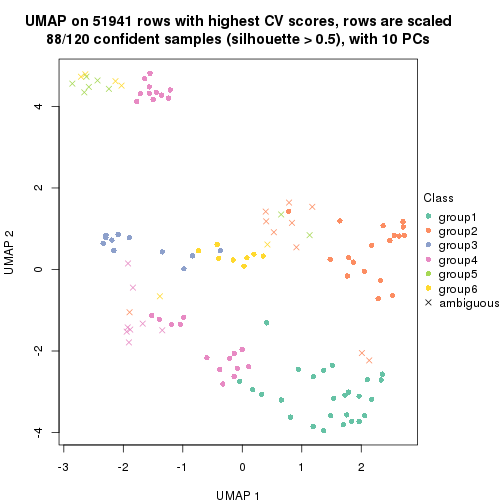 UMAP on 51941 rows with highest CV scores, rows are scaled
88/120 confident samples (silhouette > 0.5), with 10 PCs
4
2
0
-2
-4
UMAP 2
-3
-2
-1
0
1
2
UMAP 1
Class
group1
group2
group3
group4
group5
group6
ambiguous